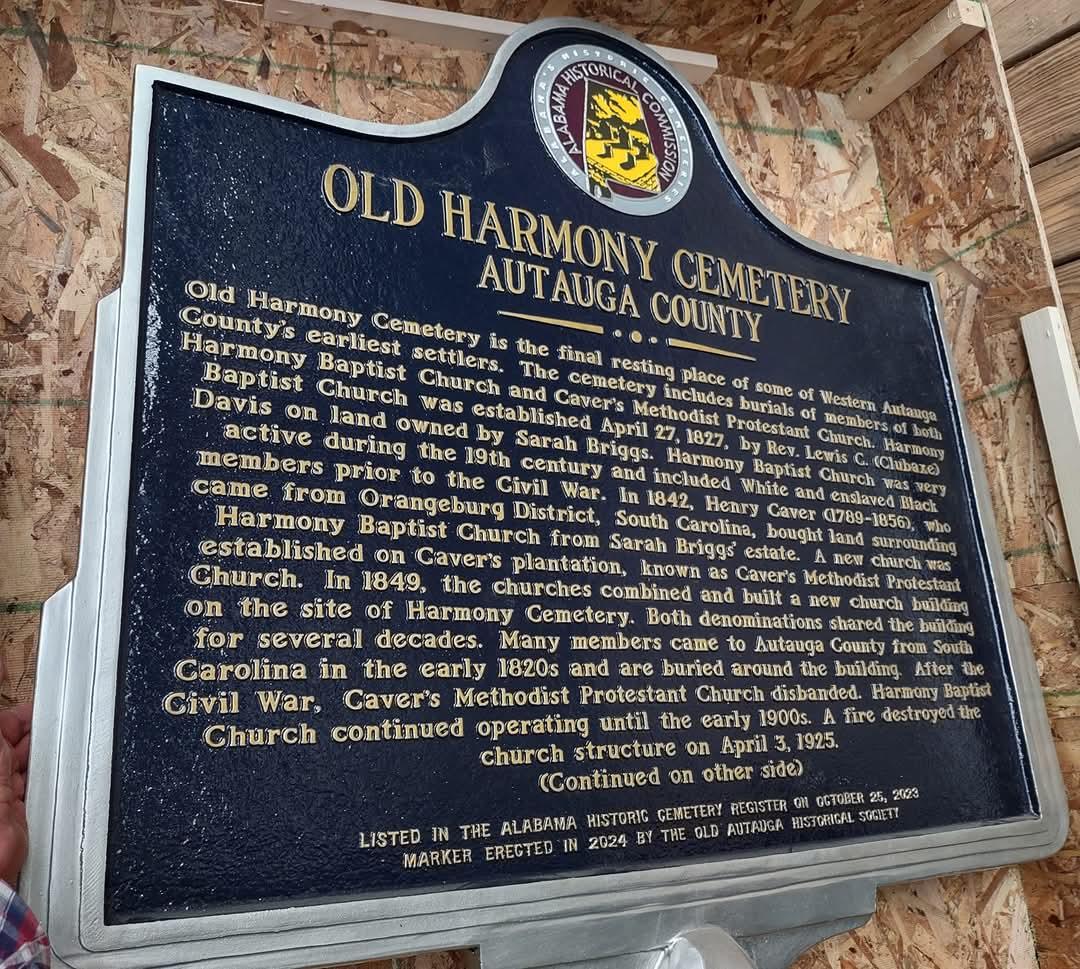 ALABAMA'S HISTORIC CEMETERIES
ALABAMA HISTORICAL COMMISSION
OLD HARMONY CEMETERY
AUTAUGA COUNTY
Old Harmony Cemetery is the final resting place of some of Western Autauga
County's earliest settlers. The cemetery includes burials of members of both
Harmony Baptist Church and Caver's Methodist Protestant Church. Harmony
Baptist Church was established April 27, 1827, by Rev. Lewis C. (Clubaze)
Davis on land owned by Sarah Briggs. Harmony Baptist Church was very
active during the 19th century and included White and enslaved Black
members prior to the Civil War. In 1842, Henry Caver (1789-1856), who
came from Orangeburg District, South Carolina, bought land surrounding
Harmony Baptist Church from Sarah Briggs' estate. A new church was
established on Caver's plantation, known as Caver's Methodist Protestant
Church. In 1849, the churches combined and built a new church building
on the site of Harmony Cemetery. Both denominations shared the building
for several decades. Many members came to Autauga County from South
Carolina in the early 1820s and are buried around the building. After the
Civil War, Caver's Methodist Protestant Church disbanded. Harmony Baptist
Church continued operating until the early 1900s. A fire destroyed the
church structure on April 3, 1925.
(Continued on other side)
LISTED IN THE ALABAMA HISTORIC CEMETERY REGISTER ON OCTOBER 25, 2023
MARKER ERECTED IN 2024 BY THE OLD AUTAUGA HISTORICAL SOCIETY